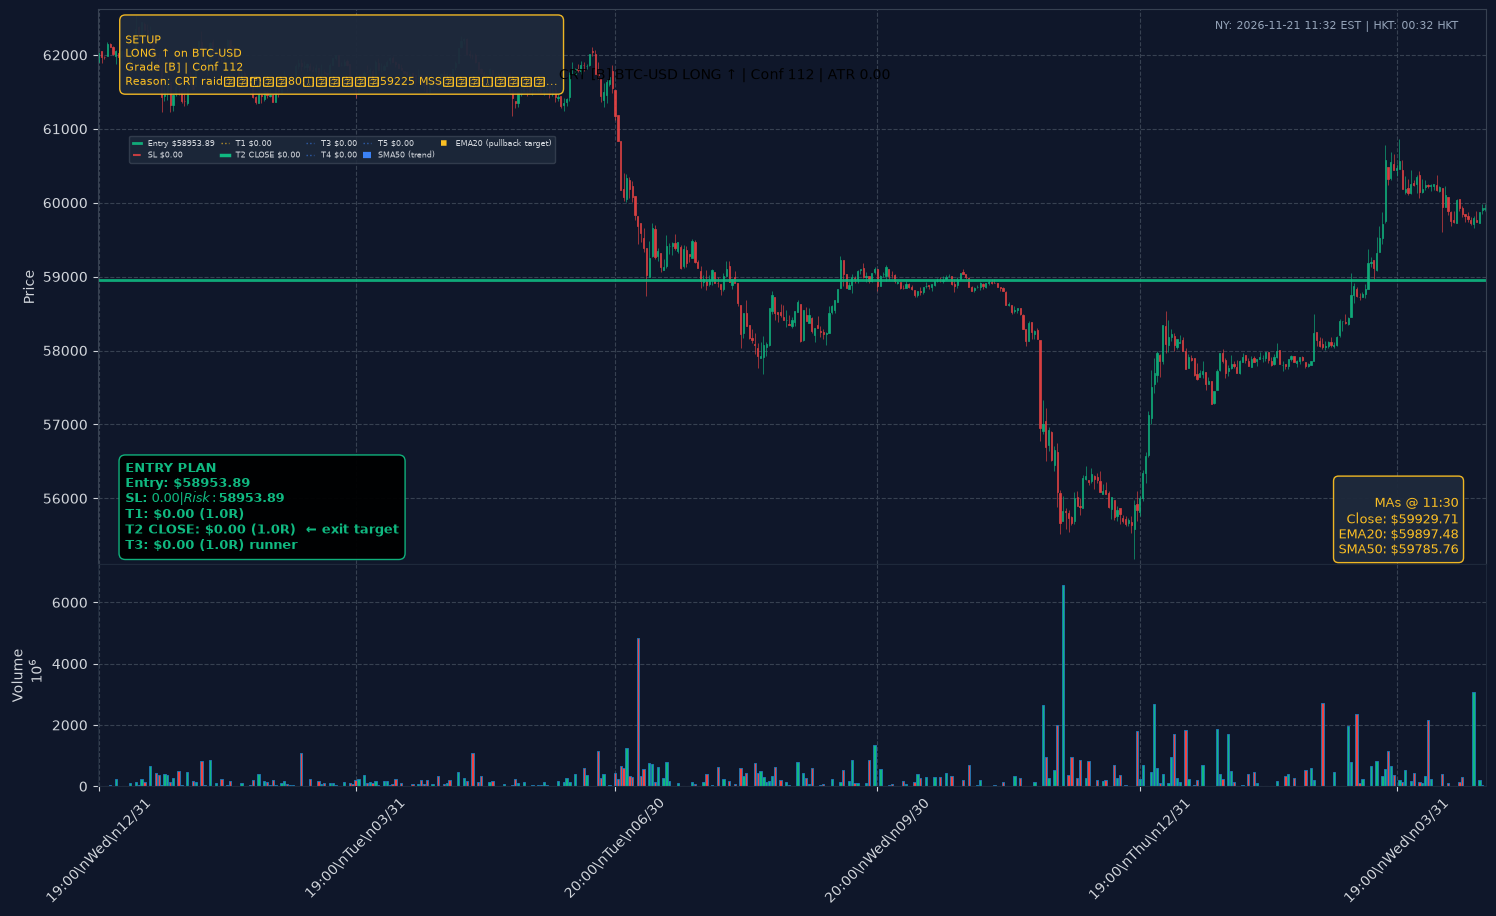 NY: 2026-11-21 11:32 EST | HKT: 00:32 HKT
SETUP
LONG ↑ on BTC-USD
Grade [B] | Conf 112
Reason: CRT raid 80 59225 MSS ...
BTC-USD LONG ↑ | Conf 112 | ATR 0.00
Entry $58953.89
SL $0.00
T1 $0.00
T2 CLOSE $0.00
T3 $0.00
T4 $0.00
T5 $0.00
SMA50 (trend)
EMA20 (pullback target)
Price
62000
61000
60000
59000
58000
57000
56000
ENTRY PLAN
Entry: $58953.89
SL: 0.00|Risk:58953.89
T1: $0.00 (1.0R)
T2 CLOSE: $0.00 (1.0R) ← exit target
T3: $0.00 (1.0R) runner
MAs @ 11:30
Close: $59929.71
EMA20: $59897.48
SMA50: $59785.76
Volume
10⁶
6000
4000
2000
0
19:00\nWed\n12/31
19:00\nTue\n03/31
20:00\nTue\n06/30
20:00\nWed\n09/30
19:00\nThu\n12/31
19:00\nWed\n03/31